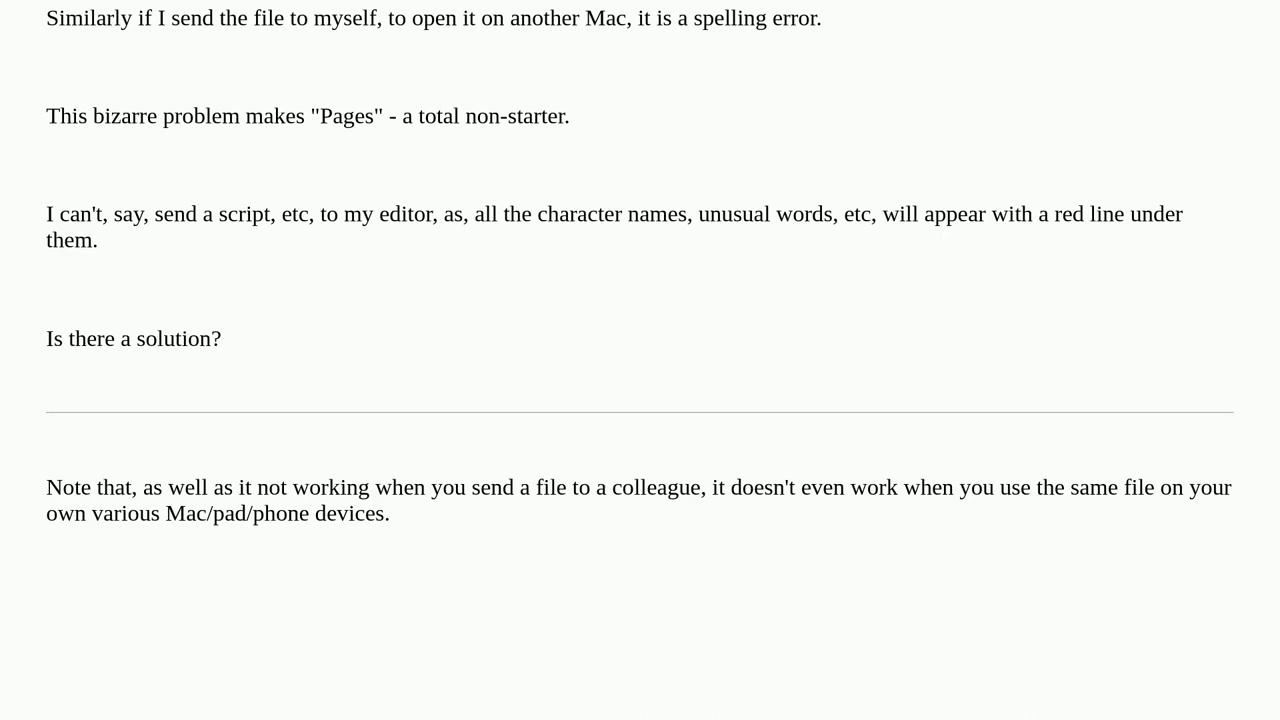 Similarly if I send the file to myself, to open it on another Mac, it is a spelling error.
This bizarre problem makes "Pages" - a total non-starter.
I can't, say, send a script, etc, to my editor, as, all the character names, unusual words, etc, will appear with a red line under
them.
Is there a solution?
Note that, as well as it not working when you send a file to a colleague, it doesn't even work when you use the same file on your
own various Mac/pad/phone devices.